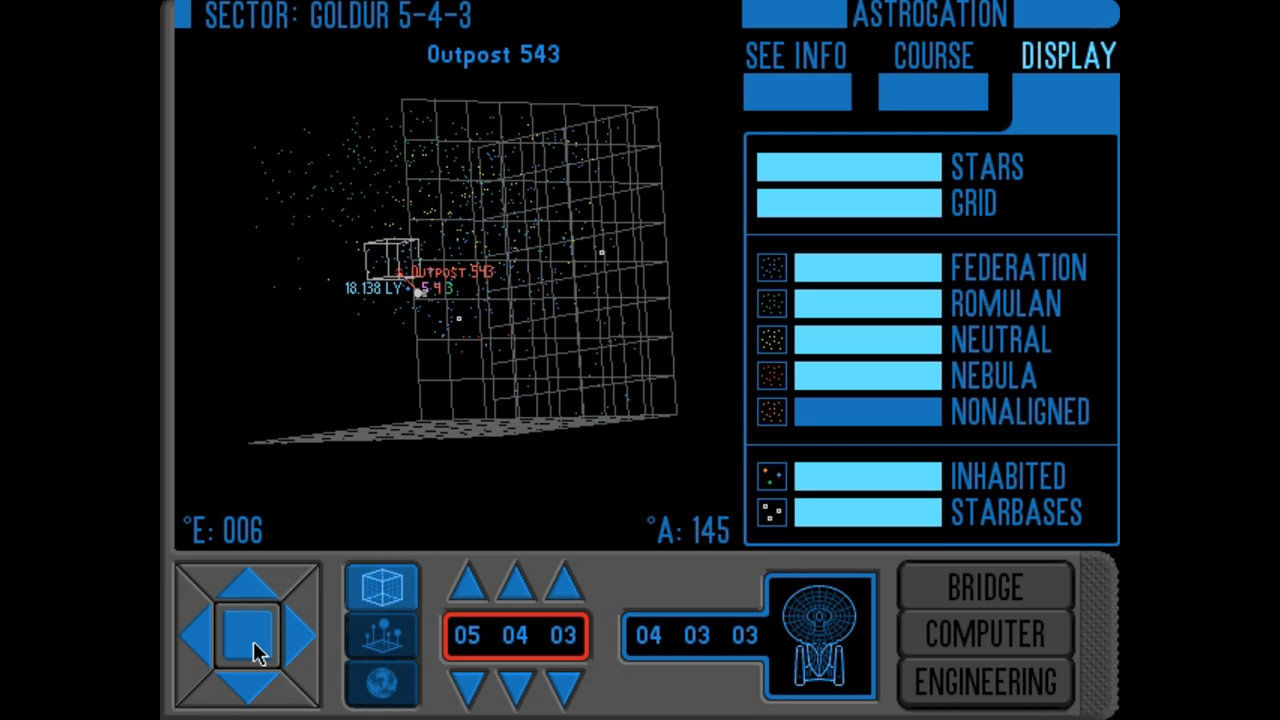 SECTOR: GOLDUR 5-4-3
ASTROGATION
Outpost 543
SEE INFO COURSE DISPLAY
STARS
GRID
FEDERATION
OUTPOST 543
18.138 LY 5 4 3
ROMULAN
NEUTRAL
NEBULA
NONALIGNED
INHABITED
STARBASES
°E: 006 °A: 145
05 04 03
04 03 03
BRIDGE
COMPUTER
ENGINEERING